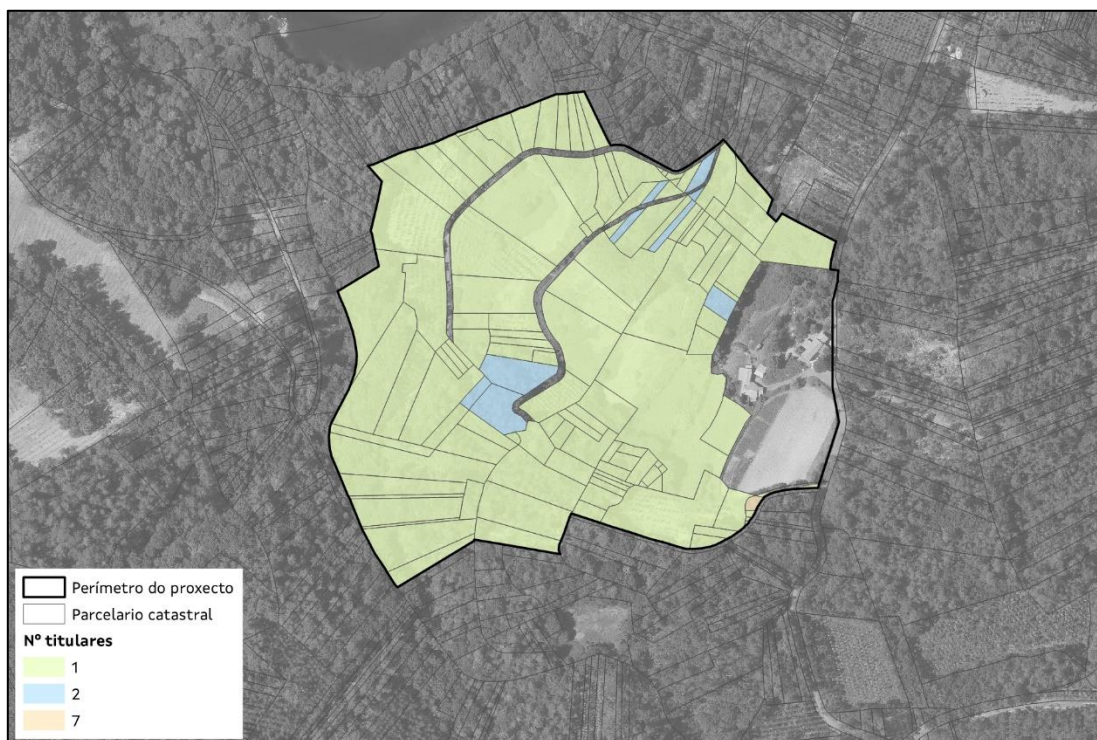 Perímetro do proxecto
Parcelario catastral
Nº titulares
1
2
7